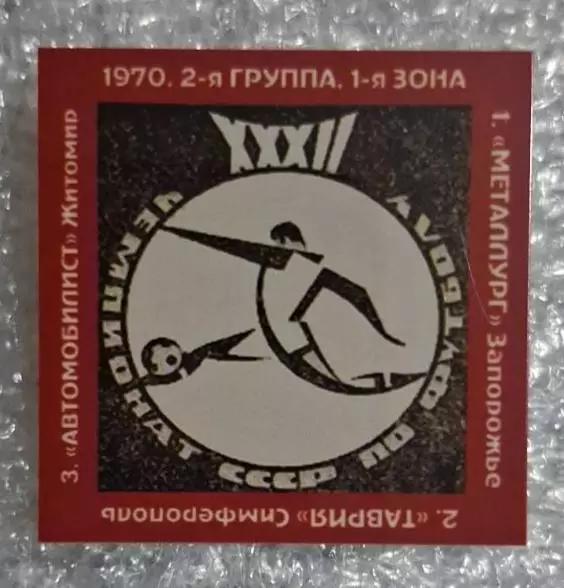 1970. 2-я ГРУППА. 1-я ЗОНА
1. «МЕТАЛЛУРГ» Запорожье
2. «ТАВРИЯ» Симферополь
3. «АВТОМОБИЛИСТ» Житомир
XXXII
ЧЕМПИОНАТ СССР ПО ФУТБОЛУ